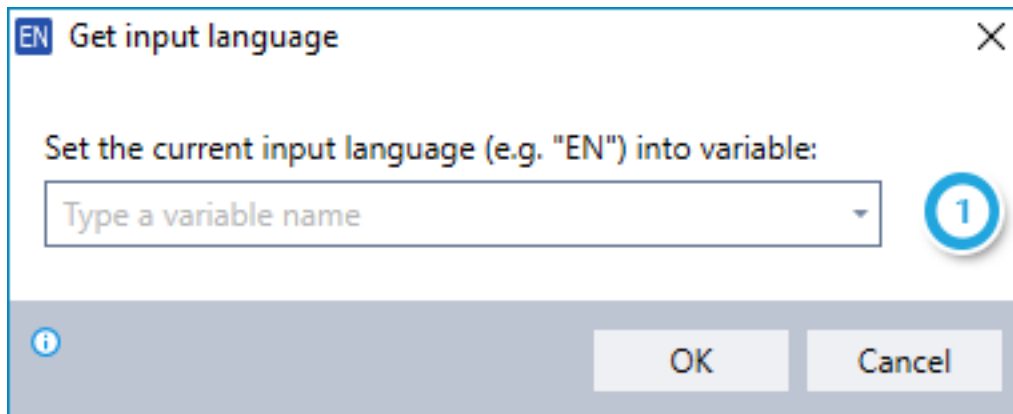 EN Get input language
Set the current input language (e.g. "EN") into variable:
Type a variable name
1
OK Cancel